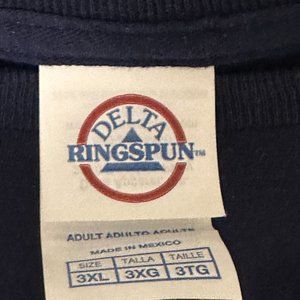 DELTA
RINGSPUN™
ADULT ADULTO ADULTE
MADE IN MEXICO
SIZE TALLA TAILLE
3XL 3XG 3TG